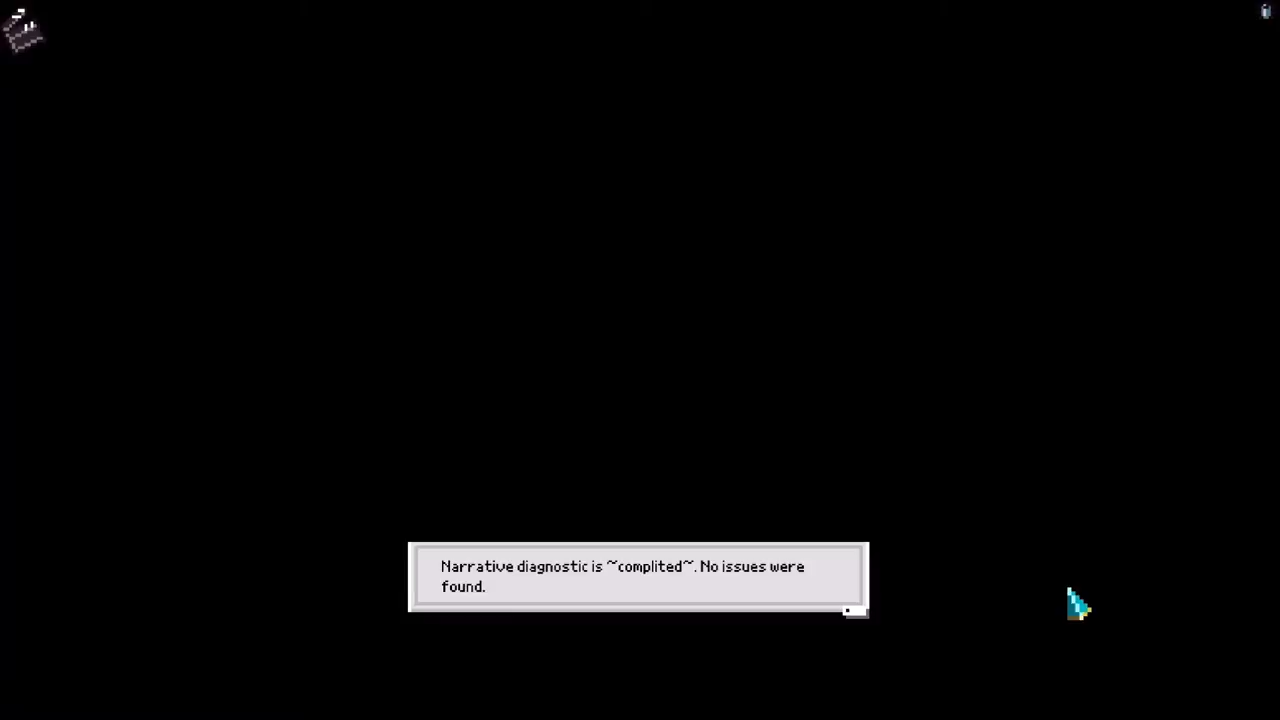 Narrative diagnostic is ~complited~. No issues were
found.